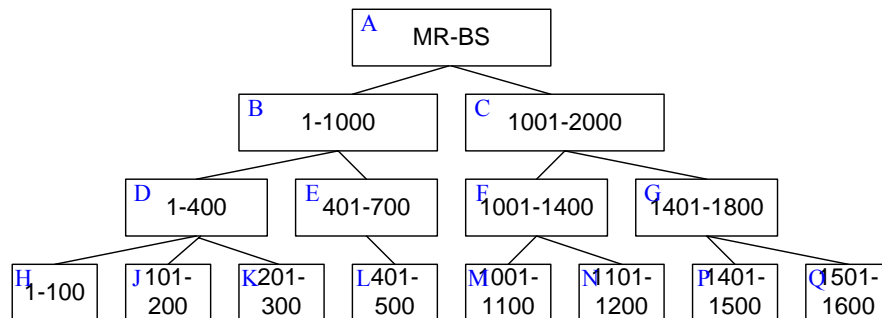 A
MR-BS
B
1-1000
C
1001-2000
D
1-400
E
401-700
F
1001-1400
G
1401-1800
H
1-100
J
101-
200
K
201-
300
L
401-
500
M
1001-
1100
N
1101-
1200
P
1401-
1500
Q
1501-
1600